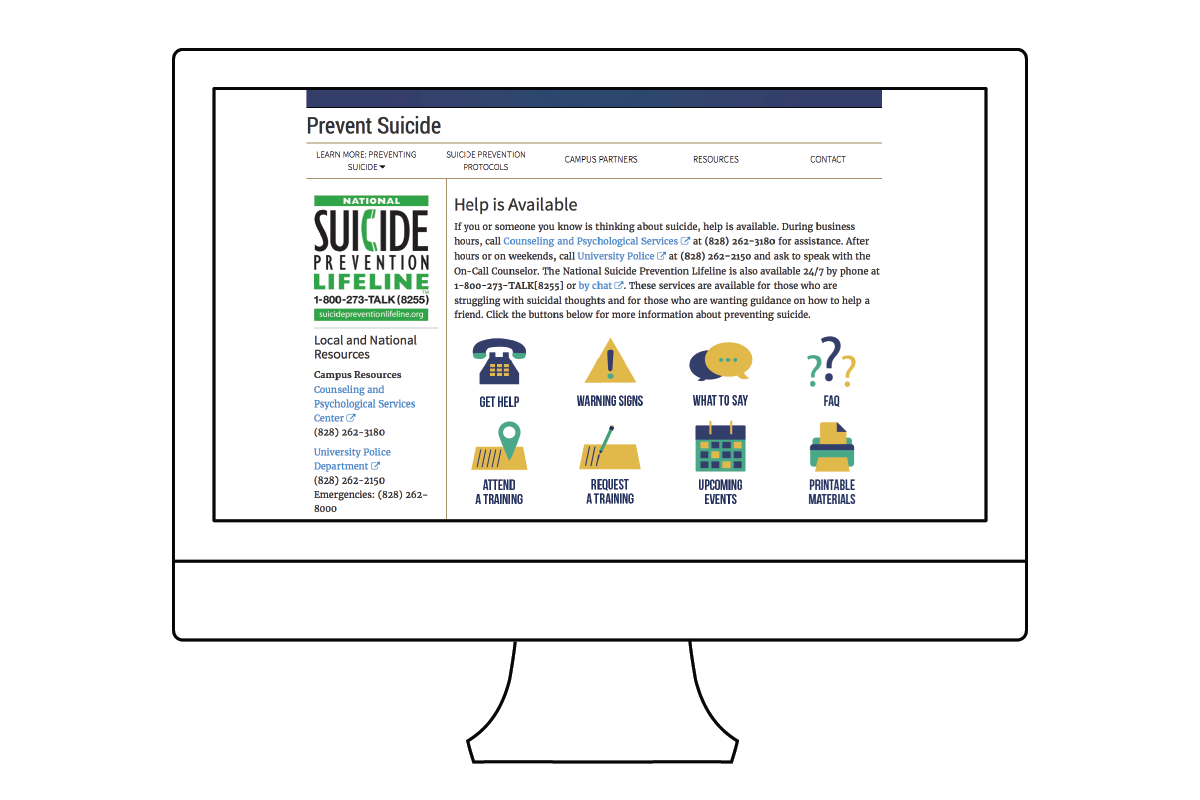 Prevent Suicide
LEARN MORE: PREVENTING
SUICIDE
SUICIDE PREVENTION
PROTOCOLS
CAMPUS PARTNERS
RESOURCES
CONTACT
NATIONAL
SUICIDE
PREVENTION
LIFELINE™
1-800-273-TALK (8255)
suicidepreventionlifeline.org
Local and National
Resources
Campus Resources
Counseling and
Psychological Services
Center
(828) 262-3180
University Police
Department
(828) 262-2150
Emergencies: (828) 262-
8000
Help is Available
If you or someone you know is thinking about suicide, help is available. During business
hours, call Counseling and Psychological Services at (828) 262-3180 for assistance. After
hours or on weekends, call University Police at (828) 262-2150 and ask to speak with the
On-Call Counselor. The National Suicide Prevention Lifeline is also available 24/7 by phone at
1-800-273-TALK[8255] or by chat. These services are available for those who are
struggling with suicidal thoughts and for those who are wanting guidance on how to help a
friend. Click the buttons below for more information about preventing suicide.
GET HELP
WARNING SIGNS
WHAT TO SAY
???
FAQ
ATTEND
A TRAINING
REQUEST
A TRAINING
UPCOMING
EVENTS
PRINTABLE
MATERIALS